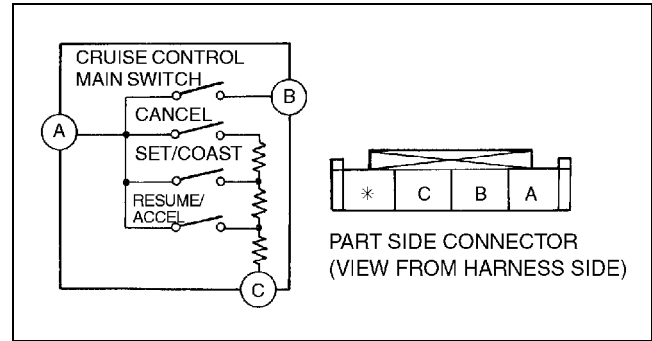 CRUISE CONTROL
MAIN SWITCH
B
CANCEL
A
SET/COAST
RESUME/
ACCEL
C
* C B A
PART SIDE CONNECTOR
(VIEW FROM HARNESS SIDE)